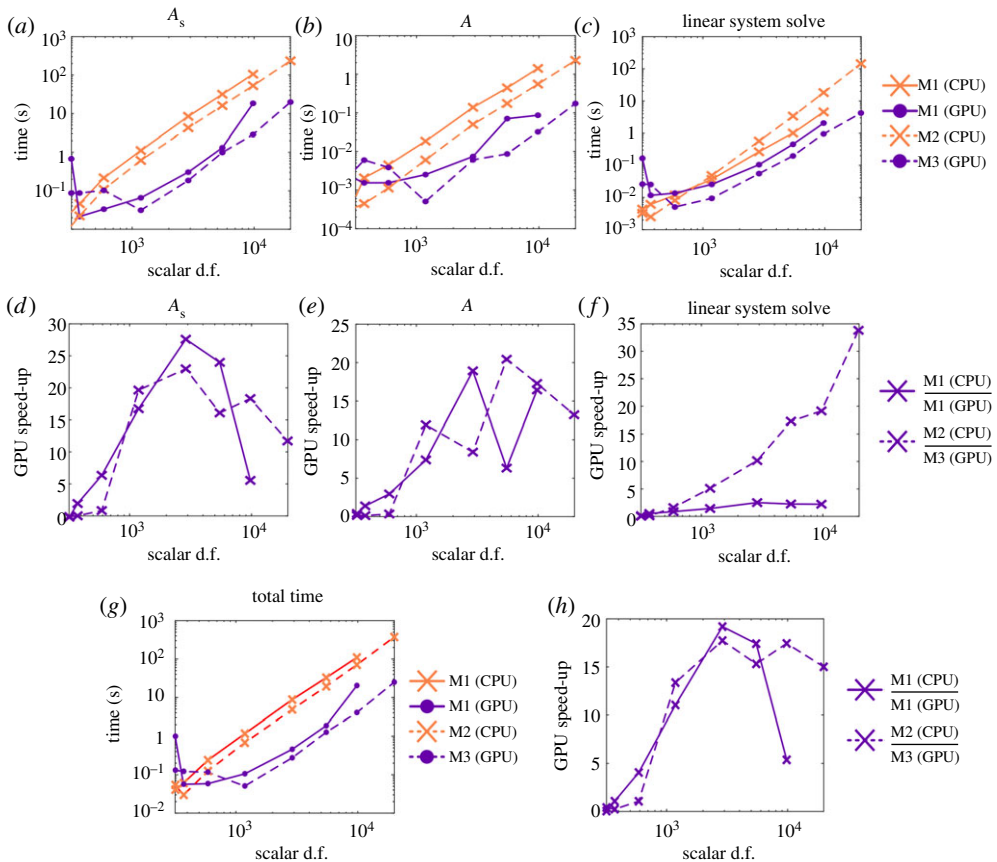 (a) A_s
(b) A
(c) linear system solve
time (s)
10^3
10^2
10
1
10^-1
10^3 10^4
scalar d.f.
time (s)
10
1
10^-1
10^-2
10^-3
10^-4
10^3 10^4
scalar d.f.
time (s)
10^3
10^2
10
1
10^-1
10^-2
10^-3
10^3 10^4
scalar d.f.
M1 (CPU)
M1 (GPU)
M2 (CPU)
M3 (GPU)
(d) A_s
(e) A
(f) linear system solve
GPU speed-up
30
25
20
15
10
5
0
10^3 10^4
scalar d.f.
GPU speed-up
25
20
15
10
5
0
10^3 10^4
scalar d.f.
GPU speed-up
35
30
25
20
15
10
5
0
10^3 10^4
scalar d.f.
M1 (CPU)
M1 (GPU)
M2 (CPU)
M3 (GPU)
(g) total time
time (s)
10^3
10^2
10
1
10^-1
10^-2
10^3 10^4
scalar d.f.
M1 (CPU)
M1 (GPU)
M2 (CPU)
M3 (GPU)
(h)
GPU speed-up
20
15
10
5
0
10^3 10^4
scalar d.f.
M1 (CPU)
M1 (GPU)
M2 (CPU)
M3 (GPU)